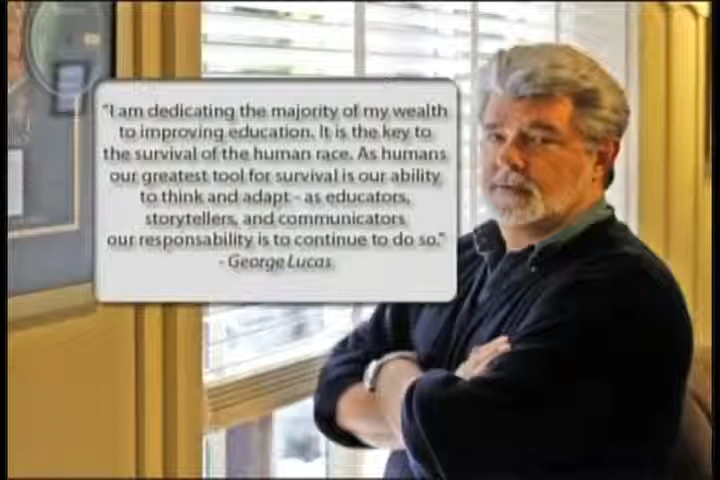 "I am dedicating the majority of my wealth
to improving education. It is the key to
the survival of the human race. As humans
our greatest tool for survival is our ability
to think and adapt - as educators,
storytellers, and communicators
our responsability is to continue to do so."
- George Lucas